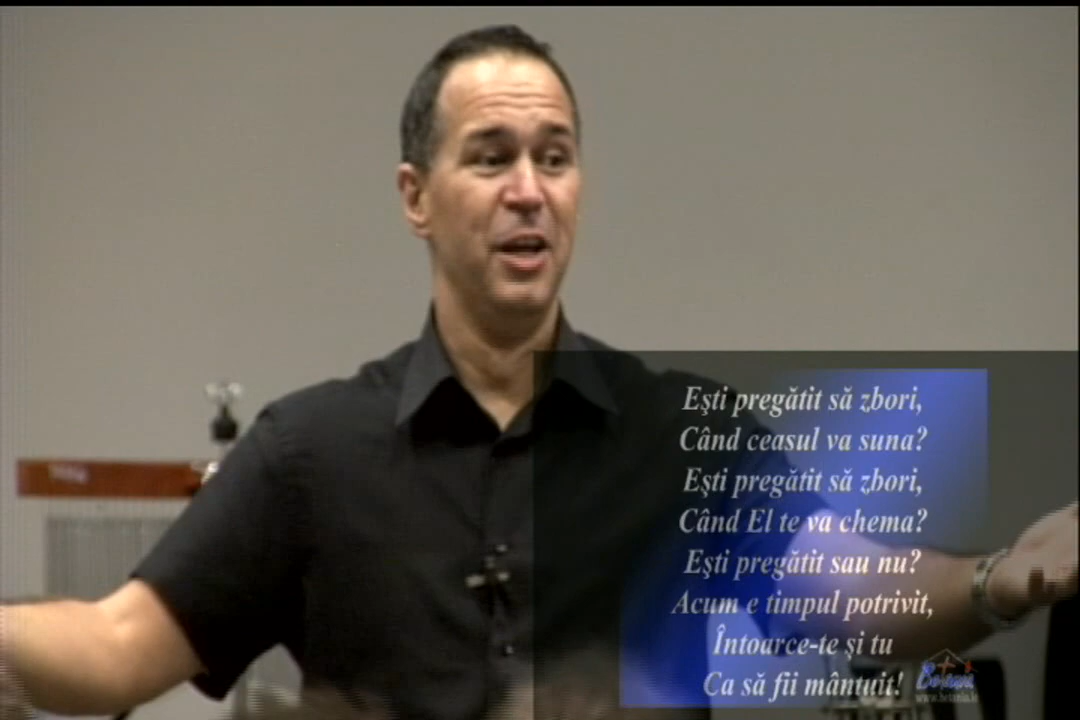 Eşti pregătit să zbori,
Când ceasul va suna?
Eşti pregătit să zbori,
Când El te va chema?
Eşti pregătit sau nu?
Acum e timpul potrivit,
Întoarce-te şi tu
Ca să fii mântuit!
Betania